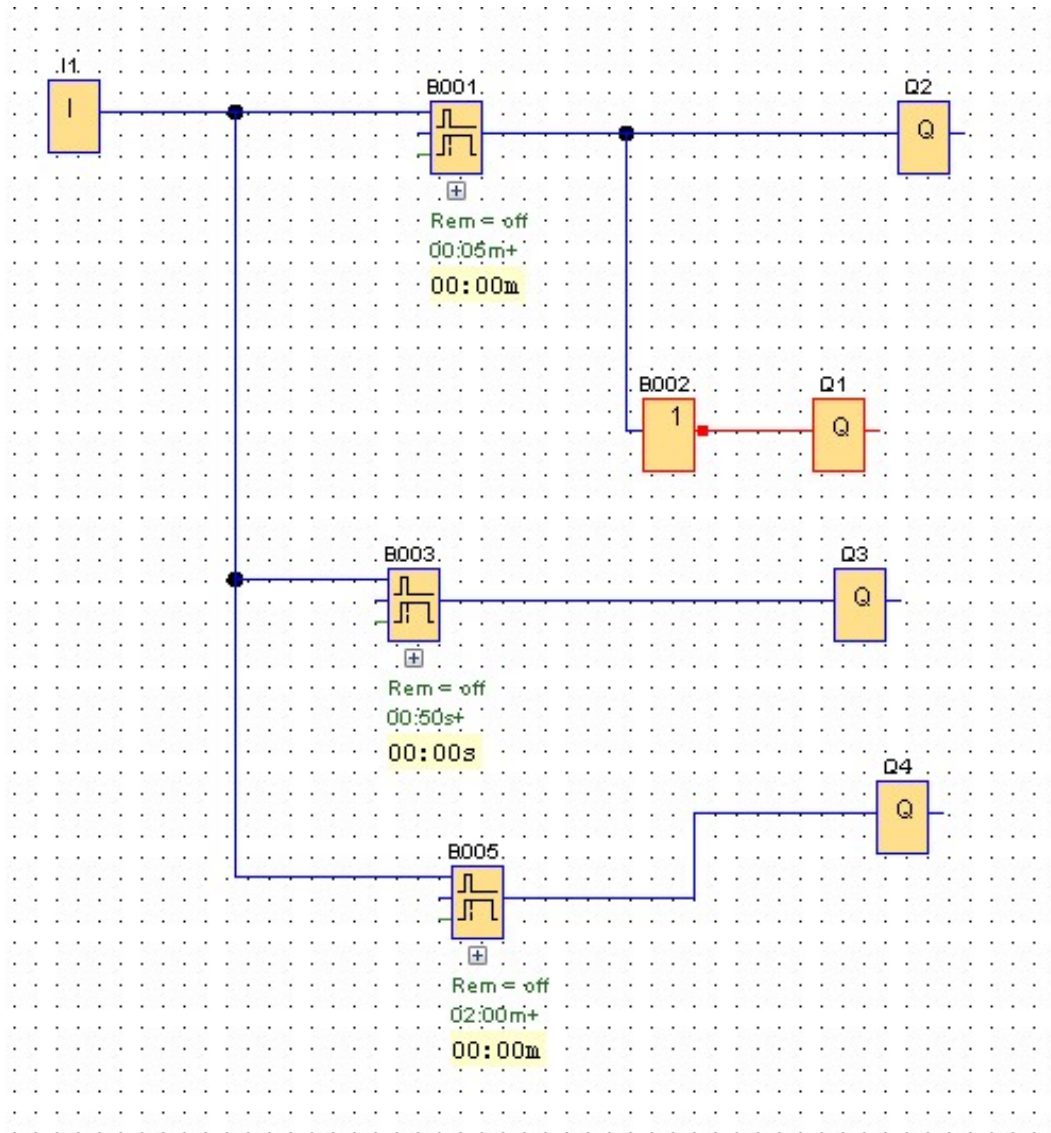 I1
I
B001
Q2
Q
Rem = off
00:05m+
00:00m
B002
1
Q1
Q
B003
Q3
Q
Rem = off
00:50s+
00:00s
Q4
Q
B005
Rem = off
02:00m+
00:00m